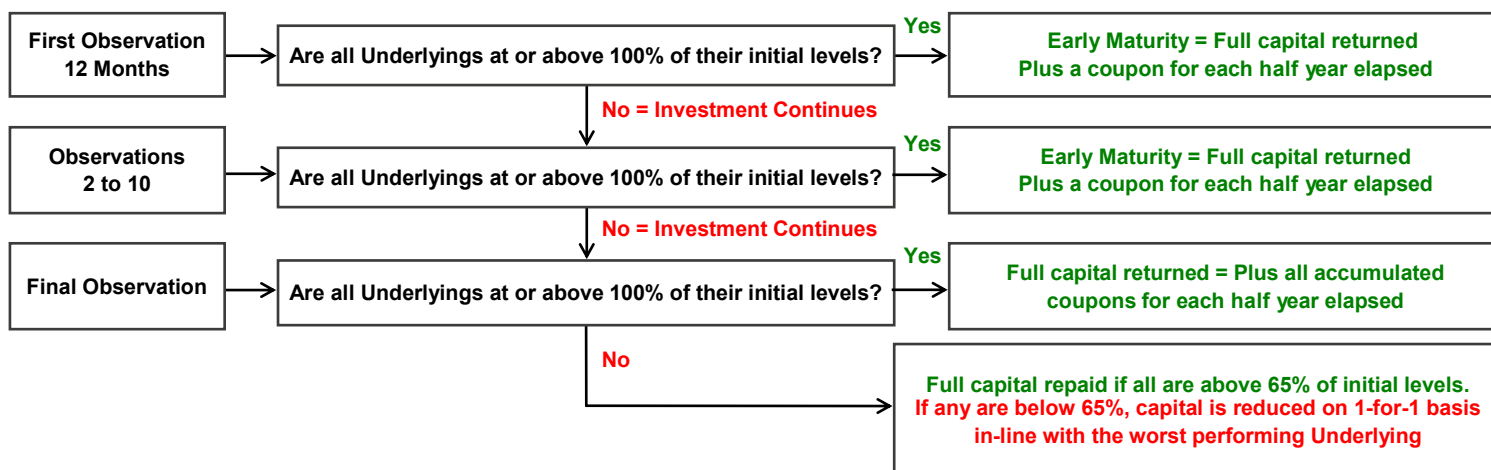 First Observation
12 Months
Are all Underlyings at or above 100% of their initial levels?
Yes
Early Maturity = Full capital returned
Plus a coupon for each half year elapsed
No = Investment Continues
Observations
2 to 10
Are all Underlyings at or above 100% of their initial levels?
Yes
Early Maturity = Full capital returned
Plus a coupon for each half year elapsed
No = Investment Continues
Final Observation
Are all Underlyings at or above 100% of their initial levels?
Yes
Full capital returned = Plus all accumulated
coupons for each half year elapsed
No
Full capital repaid if all are above 65% of initial levels.
If any are below 65%, capital is reduced on 1-for-1 basis
in-line with the worst performing Underlying